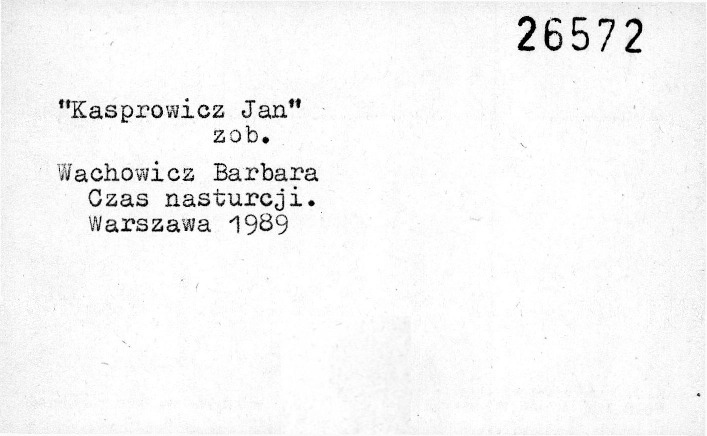 26572
"Kasprowicz Jan"
zob.
Wachowicz Barbara
Czas nasturcji.
Warszawa 1989